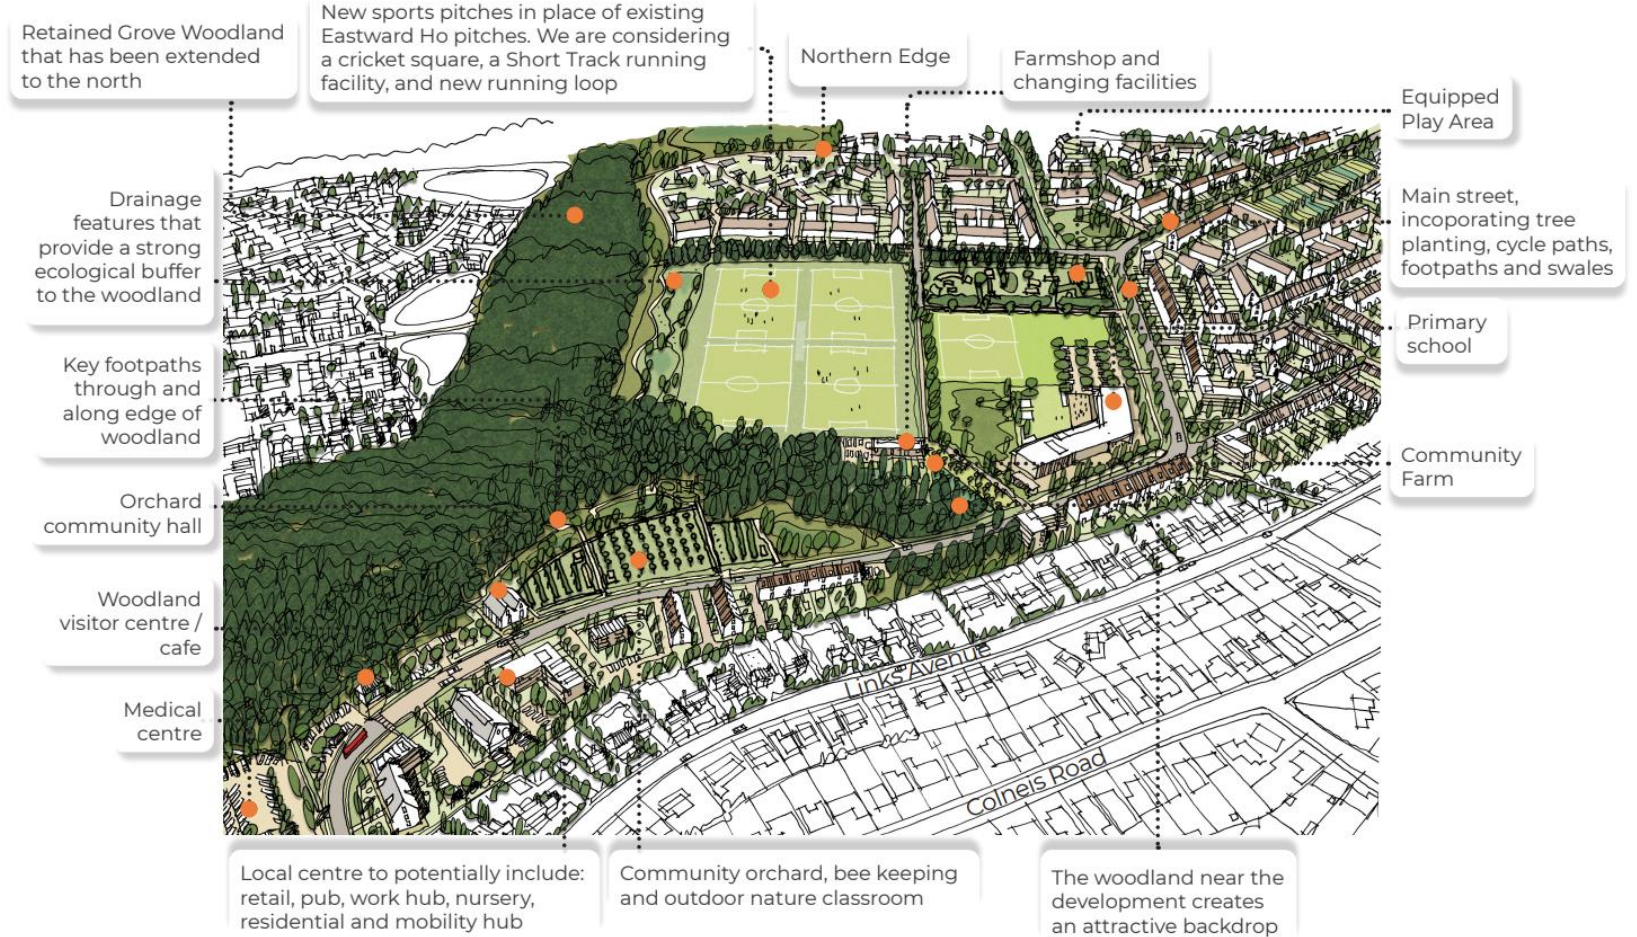 Retained Grove Woodland
that has been extended
to the north
New sports pitches in place of existing
Eastward Ho pitches. We are considering
a cricket square, a Short Track running
facility, and new running loop
Northern Edge
Farmshop and
changing facilities
Equipped
Play Area
Drainage
features that
provide a strong
ecological buffer
to the woodland
Main street,
incoporating tree
planting, cycle paths,
footpaths and swales
Key footpaths
through and
along edge of
woodland
Primary
school
Orchard
community hall
Community
Farm
Woodland
visitor centre /
cafe
Medical
centre
Links Avenue
Colneis Road
Local centre to potentially include:
retail, pub, work hub, nursery,
residential and mobility hub
Community orchard, bee keeping
and outdoor nature classroom
The woodland near the
development creates
an attractive backdrop